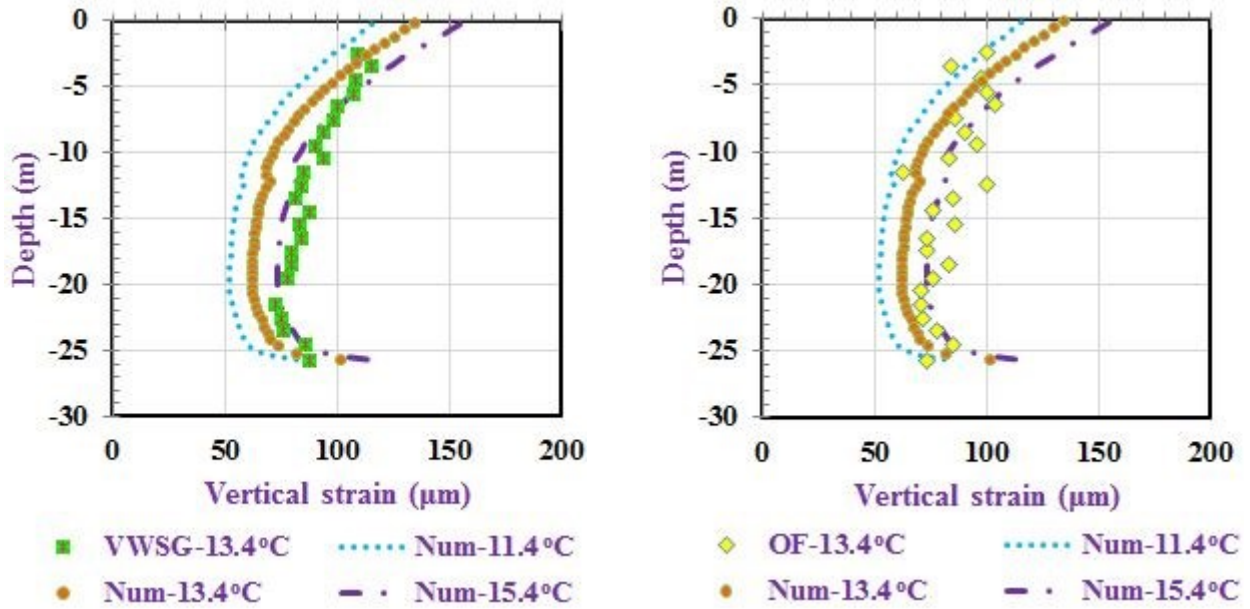 0
-5
-10
-15
-20
-25
-30
Depth (m)
0 50 100 150 200
Vertical strain (µm)
VWSG-13.4°C Num-11.4°C
Num-13.4°C Num-15.4°C
0
-5
-10
-15
-20
-25
-30
Depth (m)
0 50 100 150 200
Vertical strain (µm)
OF-13.4°C Num-11.4°C
Num-13.4°C Num-15.4°C